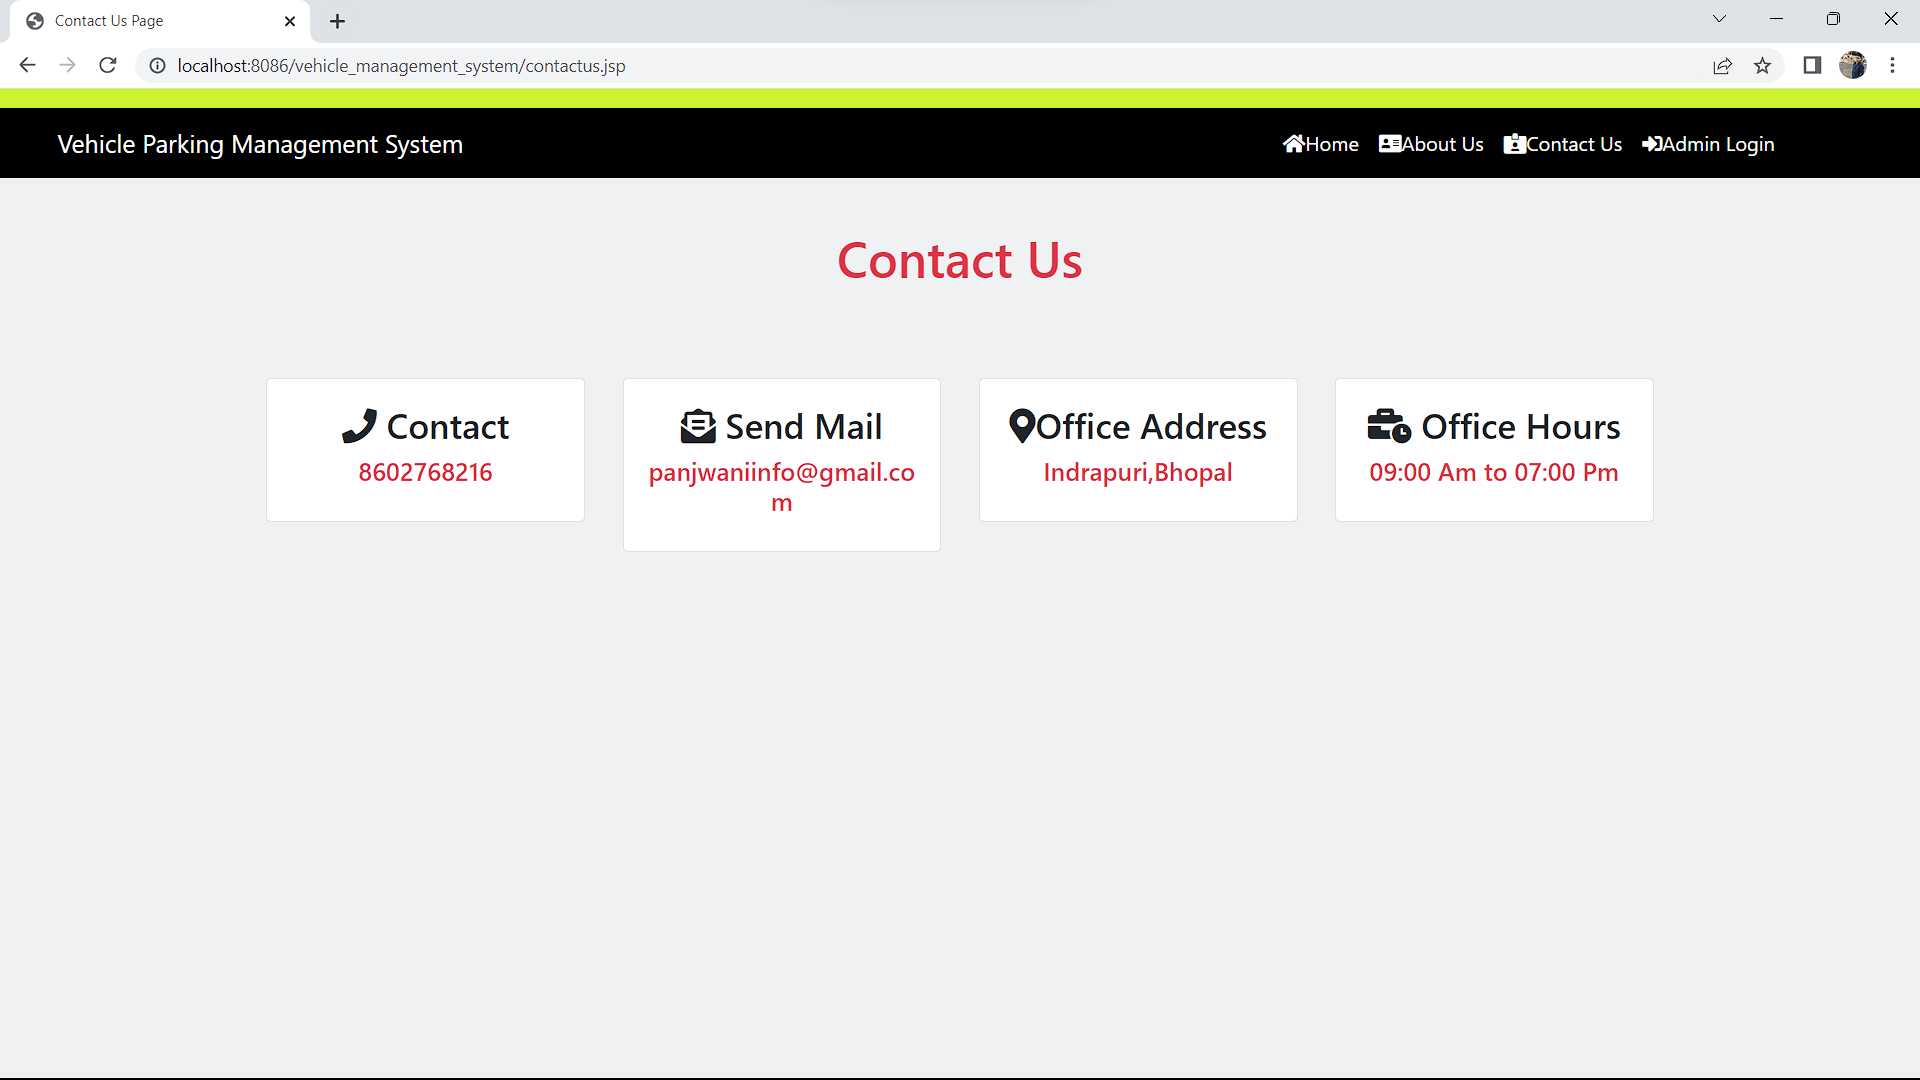 Contact Us Page
localhost:8086/vehicle_management_system/contactus.jsp
Vehicle Parking Management System
Home About Us Contact Us Admin Login
Contact Us
Contact
8602768216
Send Mail
panjwaniinfo@gmail.co
m
Office Address
Indrapuri,Bhopal
Office Hours
09:00 Am to 07:00 Pm